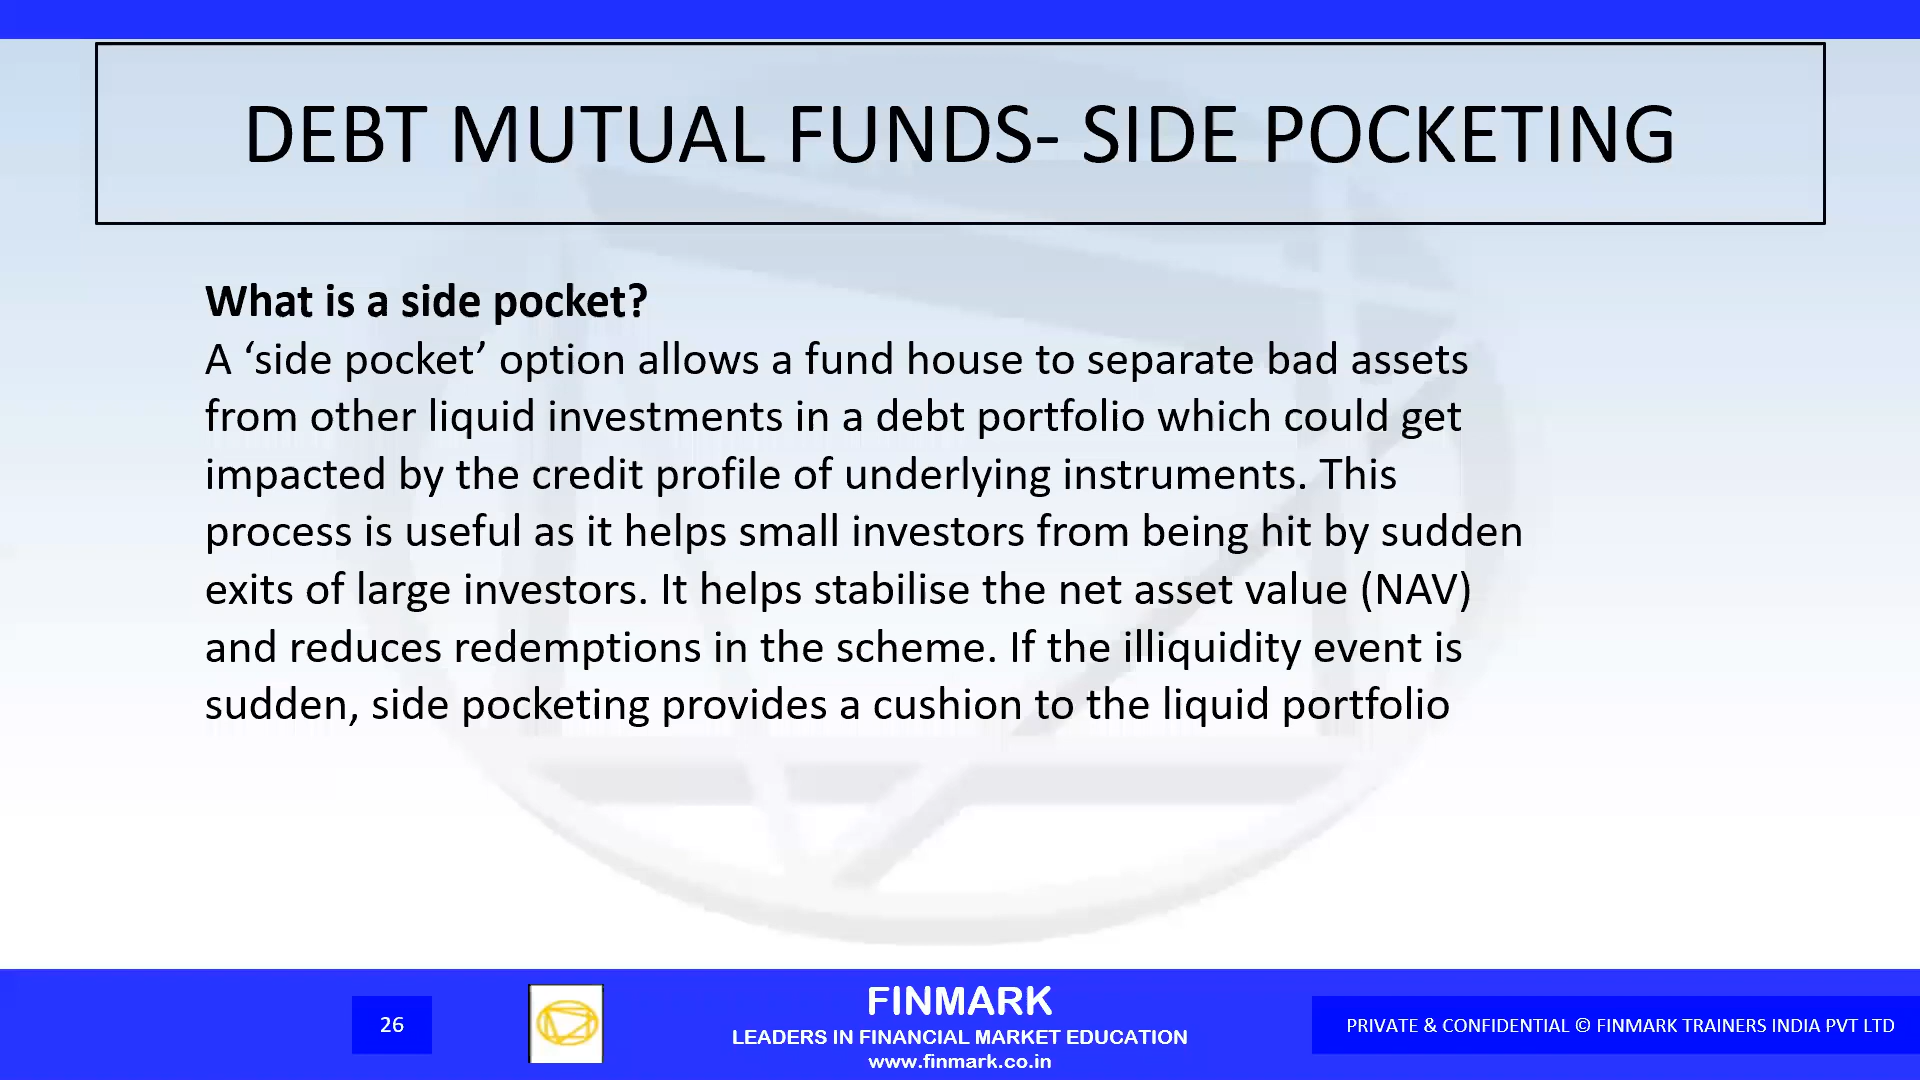 DEBT MUTUAL FUNDS- SIDE POCKETING
What is a side pocket?
A ‘side pocket’ option allows a fund house to separate bad assets
from other liquid investments in a debt portfolio which could get
impacted by the credit profile of underlying instruments. This
process is useful as it helps small investors from being hit by sudden
exits of large investors. It helps stabilise the net asset value (NAV)
and reduces redemptions in the scheme. If the illiquidity event is
sudden, side pocketing provides a cushion to the liquid portfolio
26
FINMARK
LEADERS IN FINANCIAL MARKET EDUCATION
www.finmark.co.in
PRIVATE & CONFIDENTIAL © FINMARK TRAINERS INDIA PVT LTD